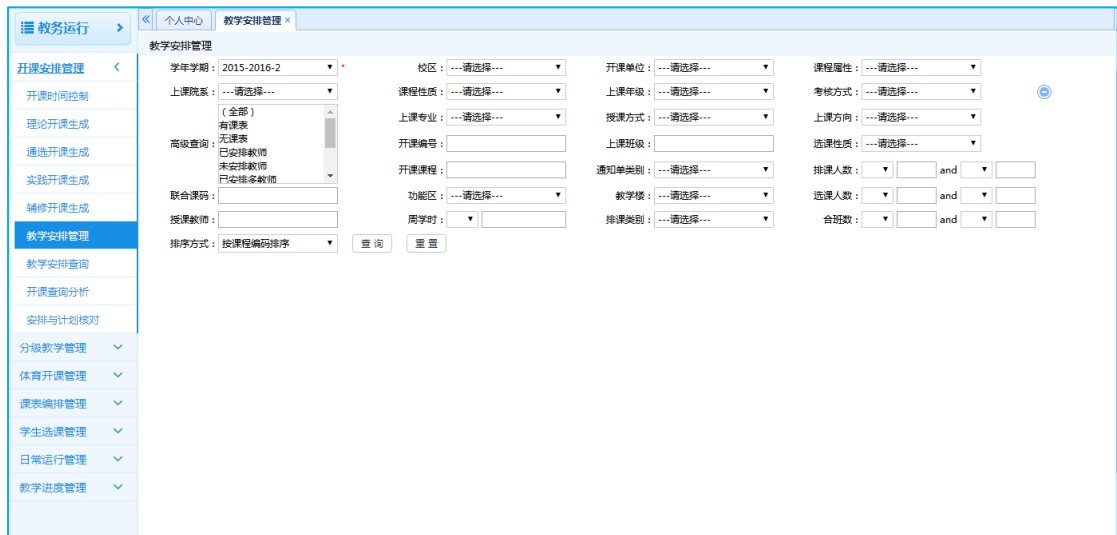 教务运行
个人中心 教学安排管理 ×
教学安排管理
开课安排管理
开课时间控制
理论开课生成
通选开课生成
实践开课生成
辅修开课生成
教学安排管理
教学安排查询
开课查询分析
安排与计划核对
分级教学管理
体育开课管理
课表编排管理
学生选课管理
日常运行管理
教学进度管理
学年学期： 2015-2016-2 * 校区： ---请选择--- 开课单位： ---请选择--- 课程属性： ---请选择---
上课院系： ---请选择--- 课程性质： ---请选择--- 上课年级： ---请选择--- 考核方式： ---请选择---
高级查询：
（全部）
有课表
无课表
已安排教师
未安排教师
已安排多教师
上课专业： ---请选择--- 授课方式： ---请选择--- 上课方向： ---请选择---
开课编号： 上课班级： 选课性质： ---请选择---
开课课程： 通知单类别： ---请选择--- 排课人数： and
联合课码： 功能区： ---请选择--- 教学楼： ---请选择--- 选课人数： and
授课教师： 周学时： 排课类别： ---请选择--- 合班数： and
排序方式： 按课程编码排序 查 询 重 置